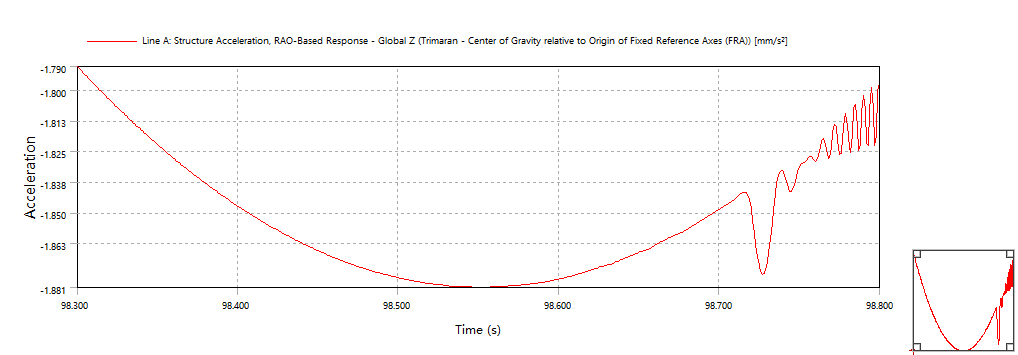 Line A: Structure Acceleration, RAO-Based Response - Global Z (Trimaran - Center of Gravity relative to Origin of Fixed Reference Axes (FRA)) [mm/s²]
-1.790
-1.800
-1.813
-1.825
-1.838
-1.850
-1.863
-1.881
Acceleration
98.300 98.400 98.500 98.600 98.700 98.800
Time (s)